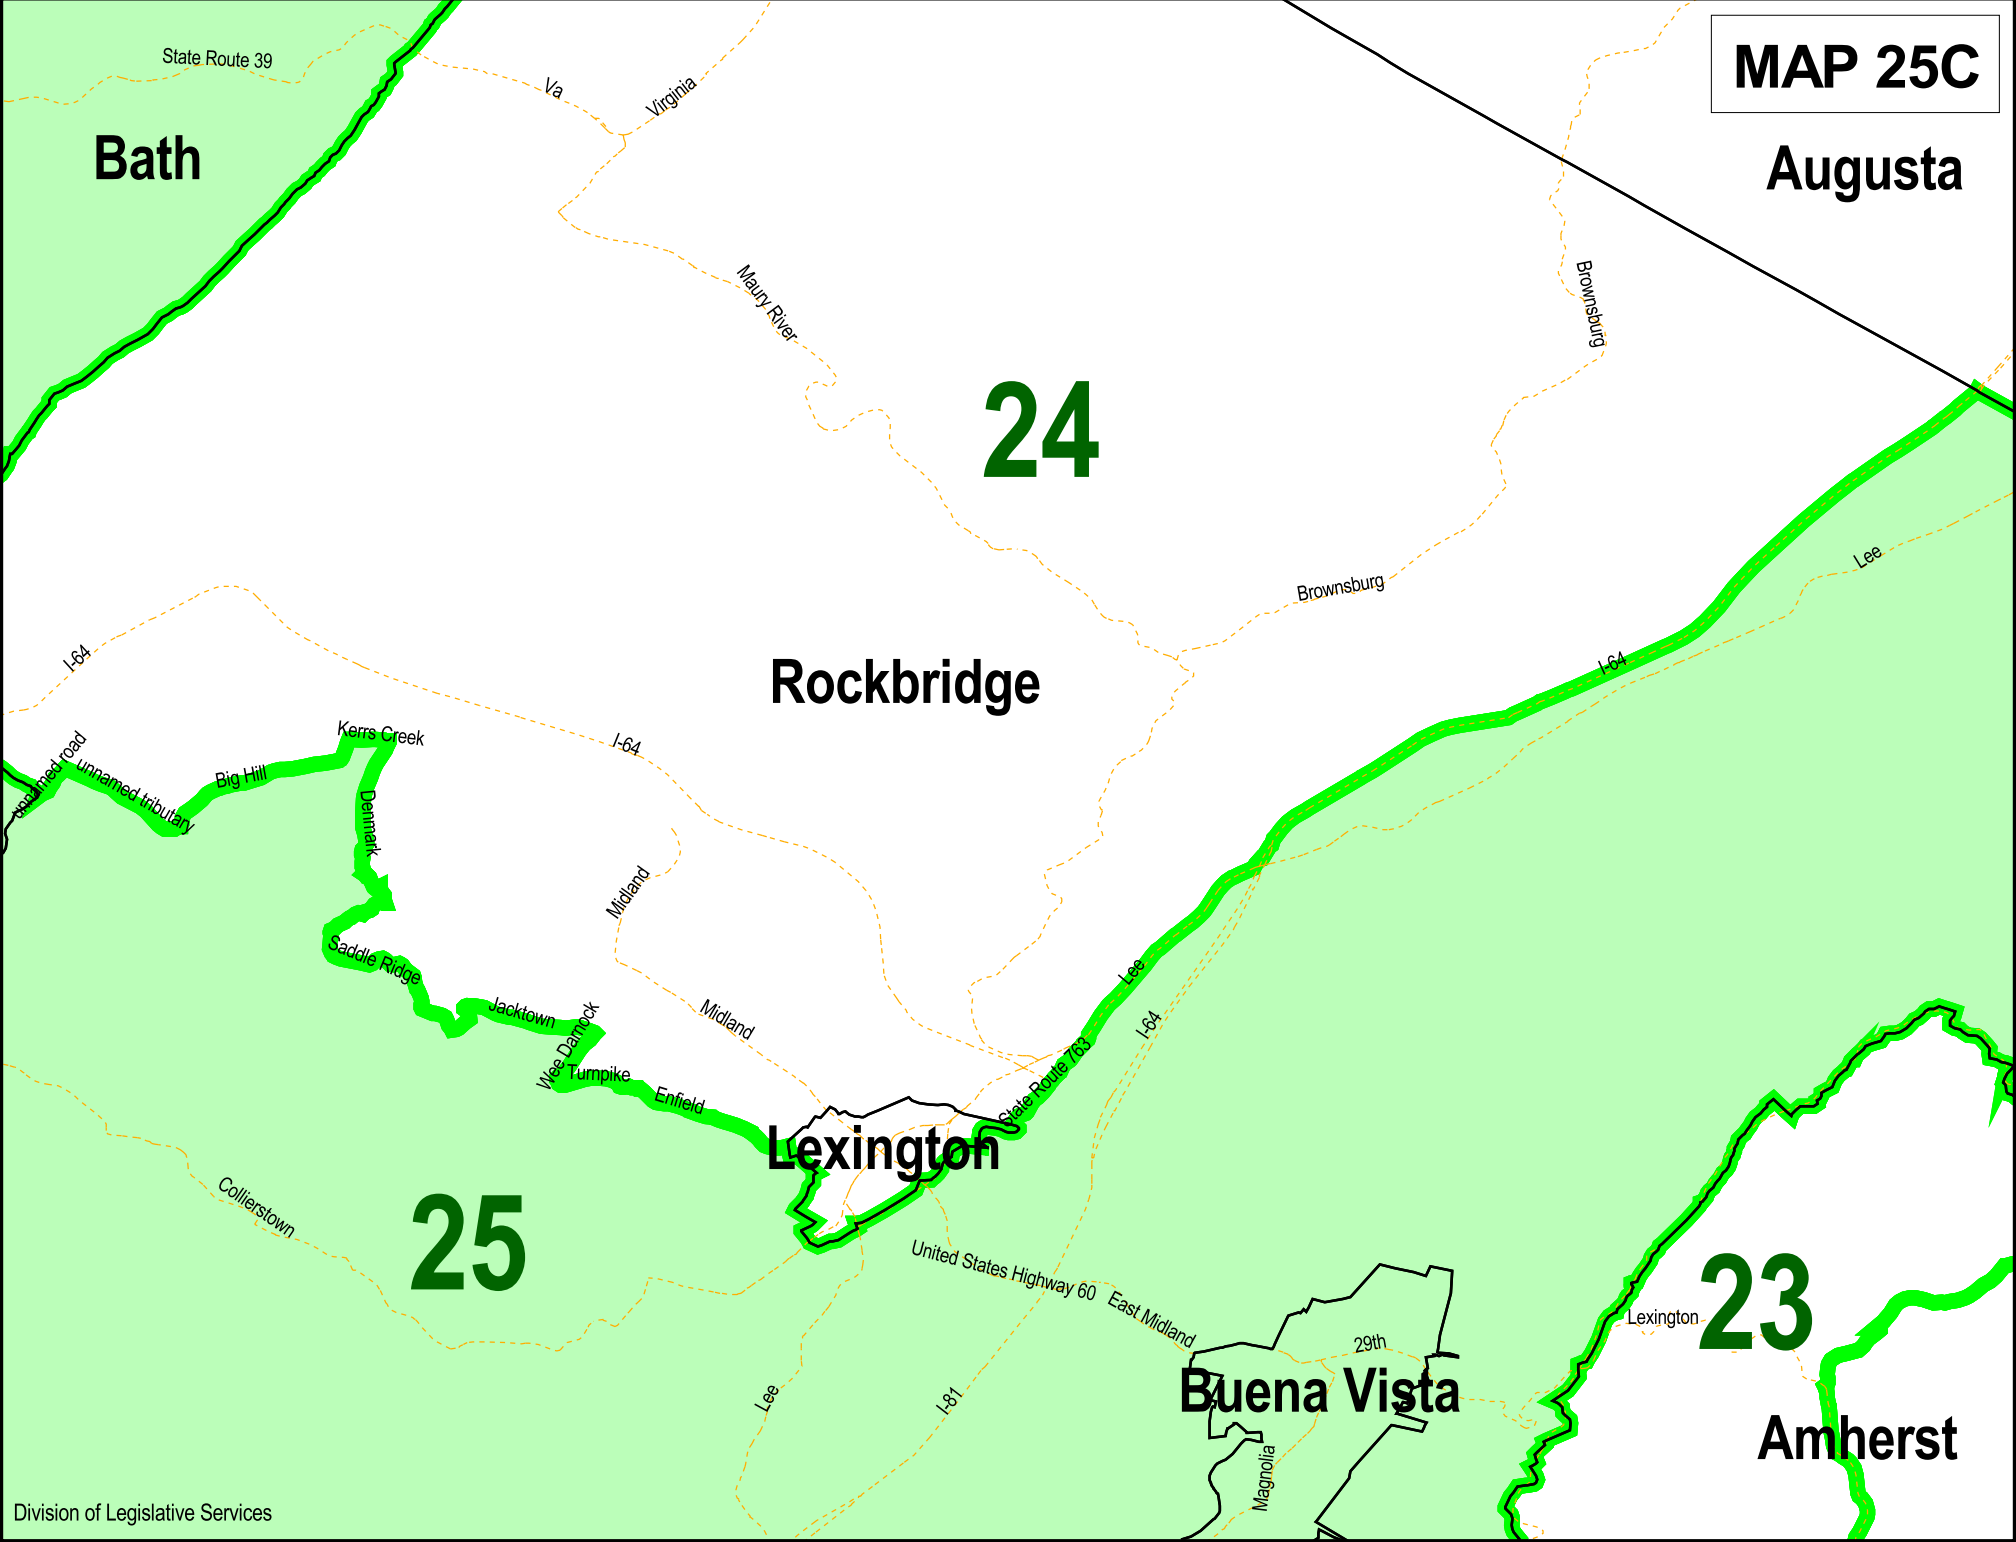 MAP 25C
State Route 39
Va
Virginia
Bath
Augusta
Maury River
Brownsburg
24
Lee
Brownsburg
I-64
Rockbridge
I-64
Kerrs Creek
I-64
unnamed road
unnamed tributary
Big Hill
Denmark
Midland
Saddle Ridge
Lee
Jacktown
Midland
I-64
Wee Darnock
State Route 763
Turnpike
Enfield
Lexington
Collierstown
25
United States Highway 60
East Midland
23
Lexington
29th
Buena Vista
Lee
I-81
Amherst
Magnolia
Division of Legislative Services